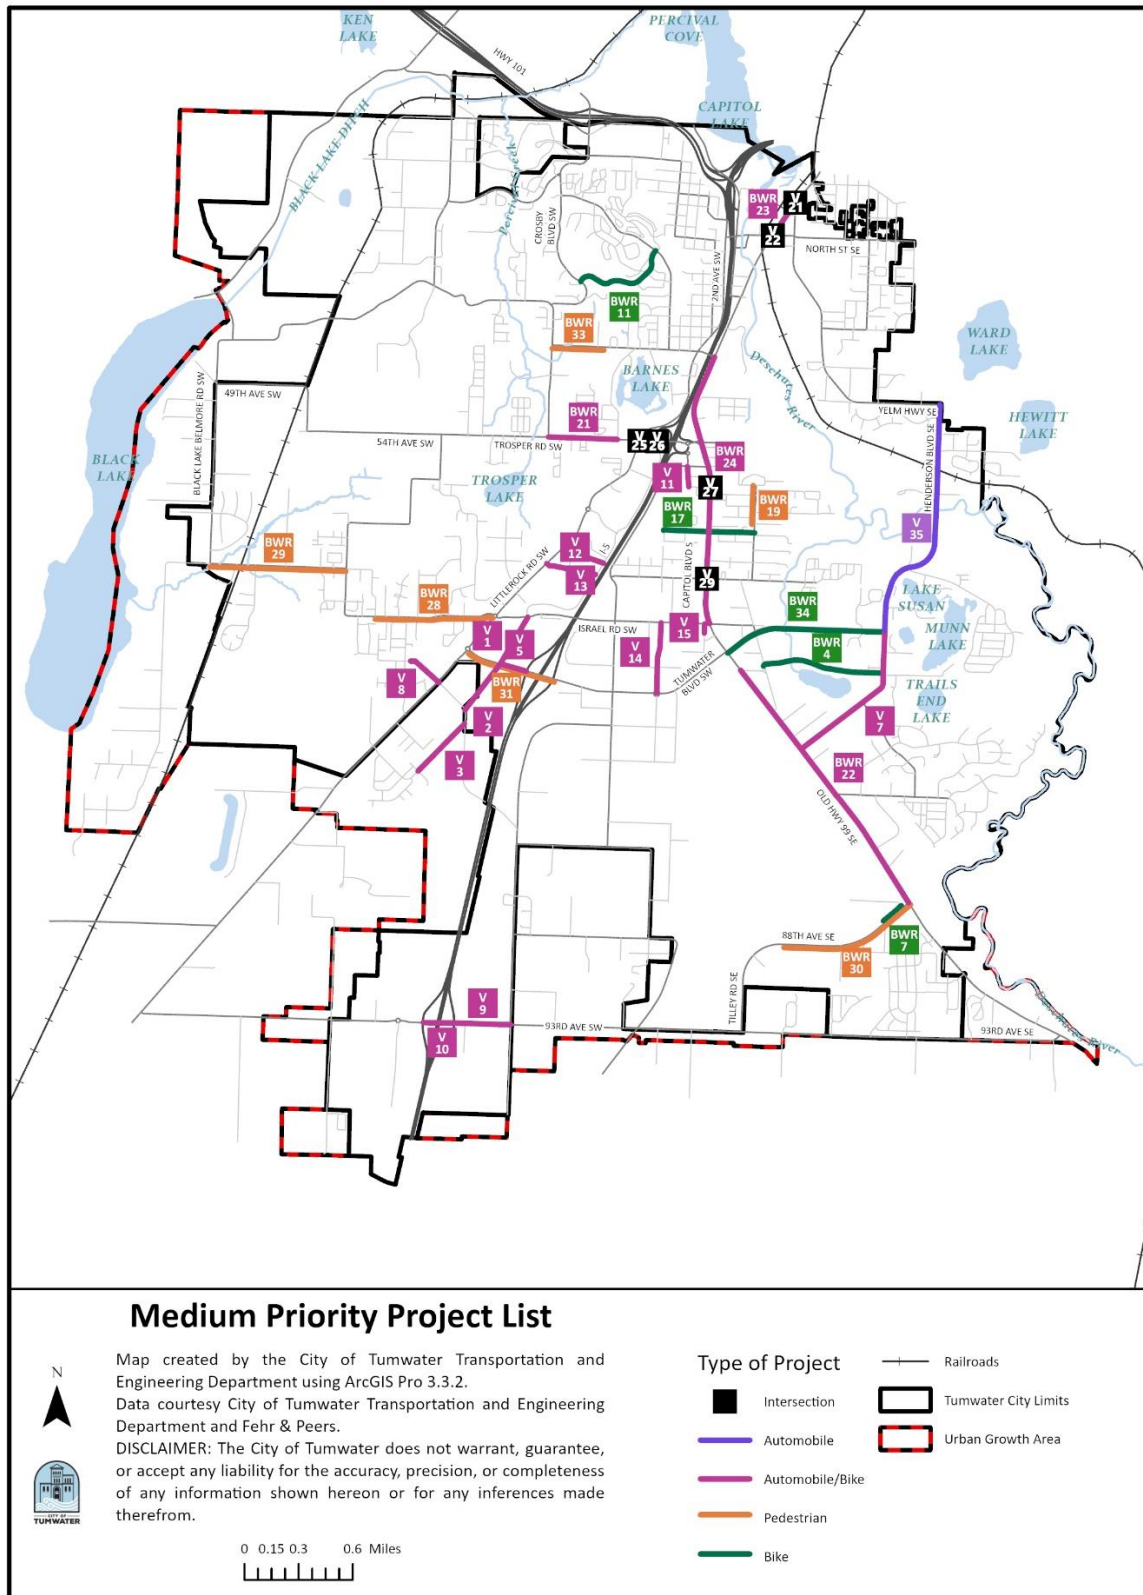 KEN
LAKE
PERCIVAL
COVE
HWY 101
CAPITOL
LAKE
BLACK LAKE DITCH
Percival Creek
CROSBY
BLVD SW
2ND AVE SW
BWR
23
V
21
V
22
NORTH ST SE
BWR
11
BWR
33
BARNES
LAKE
WARD
LAKE
Deschutes River
YELM HWY SE
HEWITT
LAKE
HENDERSON BLVD SE
49TH AVE SW
BLACK LAKE BELMORE RD SW
BLACK
LAKE
54TH AVE SW
BWR
21
TROSPER RD SW
V
25
V
26
TROSPER
LAKE
BWR
24
V
11
V
27
BWR
17
BWR
19
V
35
BWR
29
V
12
V
13
I-5
LITTLEROCK RD SW
CAPITOL BLVD S
V
29
BWR
28
V
1
V
5
ISRAEL RD SW
V
15
V
14
TUMWATER
BLVD SW
BWR
34
BWR
4
LAKE
SUSAN
MUNN
LAKE
TRAILS
END
LAKE
V
8
BWR
31
V
2
V
3
V
7
BWR
22
OLD HWY 99 SE
88TH AVE SE
BWR
7
BWR
30
TILLEY RD SE
V
9
V
10
93RD AVE SW
93RD AVE SE
Deschutes River
Medium Priority Project List
N
CITY OF
TUMWATER
Map created by the City of Tumwater Transportation and
Engineering Department using ArcGIS Pro 3.3.2.
Data courtesy City of Tumwater Transportation and Engineering
Department and Fehr & Peers.
DISCLAIMER: The City of Tumwater does not warrant, guarantee,
or accept any liability for the accuracy, precision, or completeness
of any information shown hereon or for any inferences made
therefrom.
0 0.15 0.3 0.6 Miles
Type of Project
Intersection
Automobile
Automobile/Bike
Pedestrian
Bike
Railroads
Tumwater City Limits
Urban Growth Area